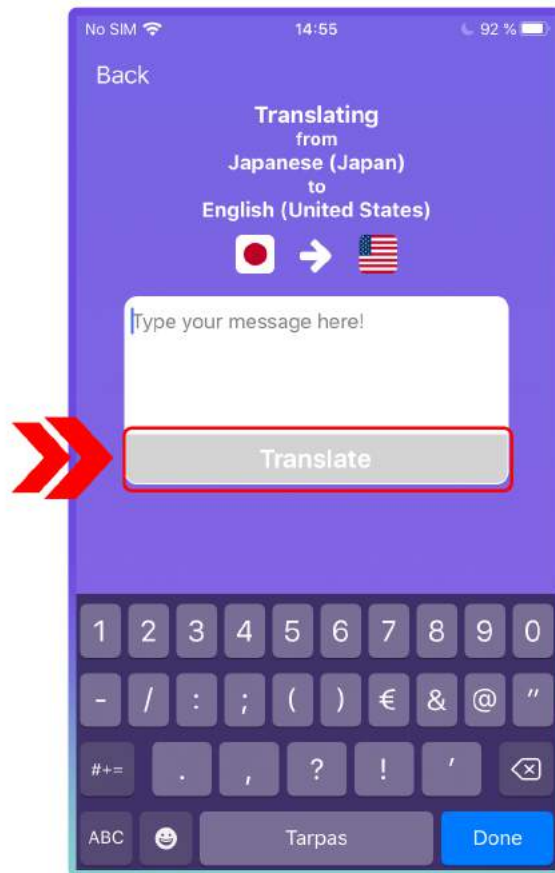 No SIM 14:55 92 %
Back
Translating
from
Japanese (Japan)
to
English (United States)
Type your message here!
Translate
1 2 3 4 5 6 7 8 9 0
- / : ; ( ) € & @ "
#+= . , ? ! '
ABC Tarpas Done